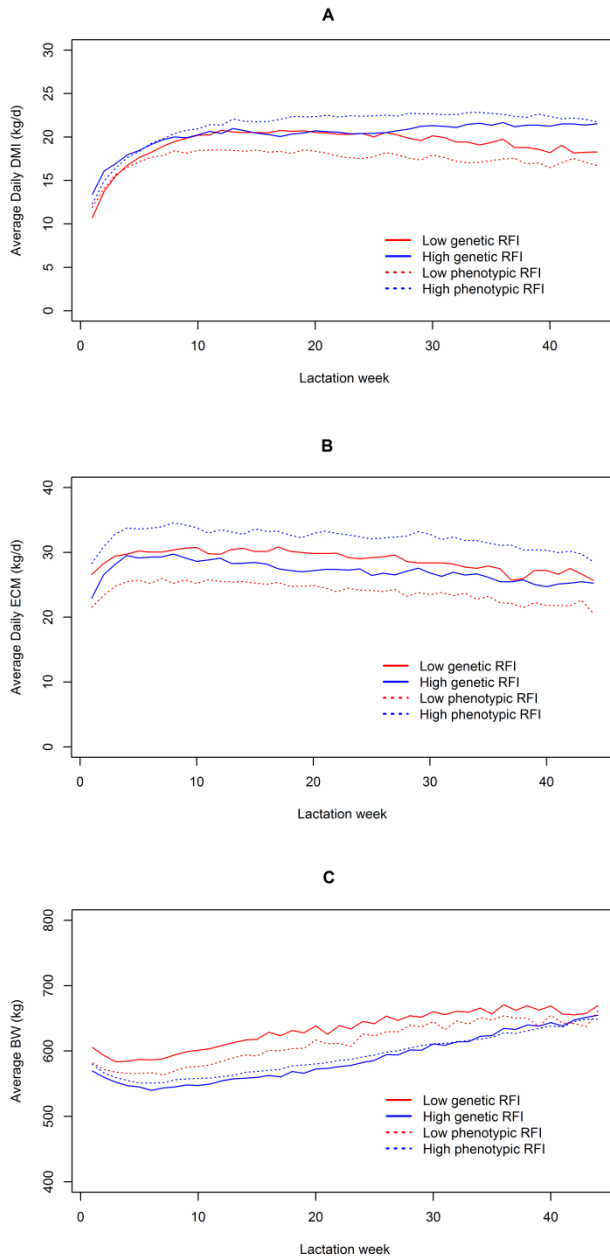 A
Average Daily DMI (kg/d)
30
25
20
15
10
5
0
Low genetic RFI
High genetic RFI
Low phenotypic RFI
High phenotypic RFI
0 10 20 30 40
Lactation week
B
Average Daily ECM (kg/d)
40
30
20
10
0
Low genetic RFI
High genetic RFI
Low phenotypic RFI
High phenotypic RFI
0 10 20 30 40
Lactation week
C
Average BW (kg)
800
700
600
500
400
Low genetic RFI
High genetic RFI
Low phenotypic RFI
High phenotypic RFI
0 10 20 30 40
Lactation week